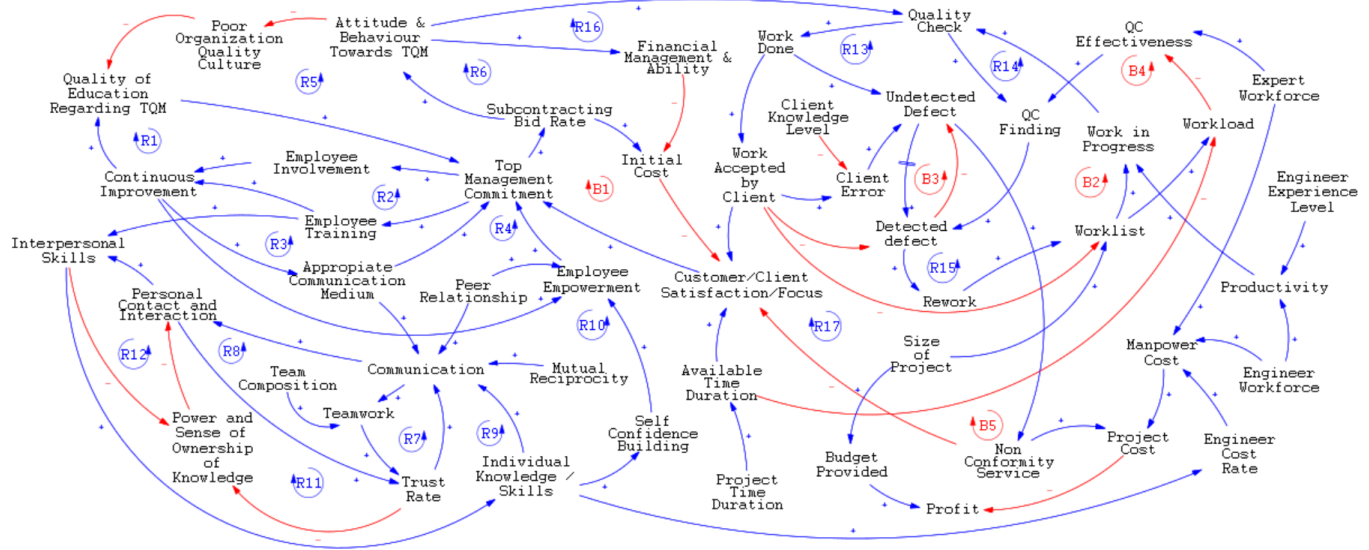 Poor
Organization
Quality
Culture
Attitude &
Behaviour
Towards TQM
R16
Financial
Management &
Ability
Quality
Check
Work
Done
R13
R14
QC
Effectiveness
B4
Expert
Workforce
Quality of
Education
Regarding TQM
R5
R6
R1
Subcontracting
Bid Rate
Client
Knowledge
Level
Undetected
Defect
QC
Finding
Work in
Progress
Workload
Continuous
Improvement
Employee
Involvement
R2
Top
Management
Commitment
B1
Initial
Cost
Work
Accepted
by
Client
Client
Error
B3
B2
Engineer
Experience
Level
Employee
Training
R3
R4
Interpersonal
Skills
Detected
defect
Worklist
R15
Appropiate
Communication
Medium
Peer
Relationship
Employee
Empowerment
Customer/Client
Satisfaction/Focus
Rework
Productivity
Personal
Contact and
Interaction
R12
R8
R10
R17
Size
of
Project
Manpower
Cost
Team
Composition
Communication
Mutual
Reciprocity
Available
Time
Duration
Engineer
Workforce
Power and
Sense of
Ownership
of
Knowledge
Teamwork
R7
R9
Self
Confidence
Building
B5
R11
Trust
Rate
Individual
Knowledge /
Skills
Project
Time
Duration
Budget
Provided
Non
Conformity
Service
Project
Cost
Engineer
Cost
Rate
Profit